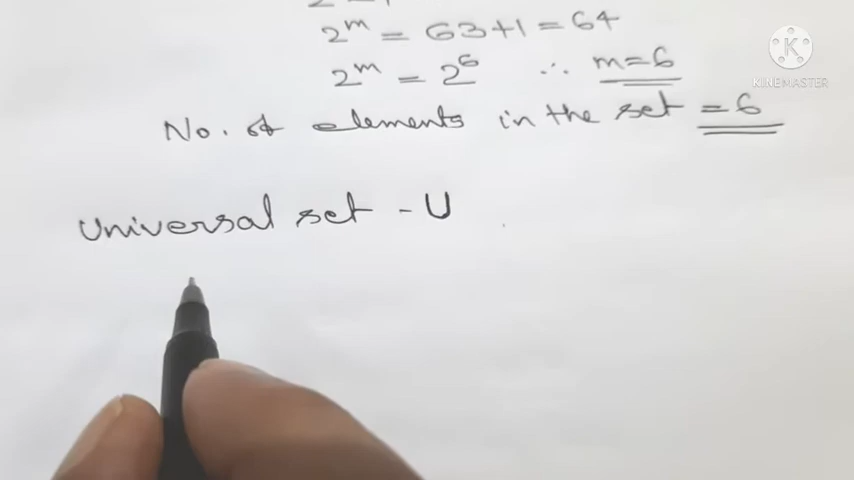 2^m = 63+1 = 64
2^m = 2^6 ∴ m=6
No. of elements in the set = 6
Universal set - U
K
KINEMASTER